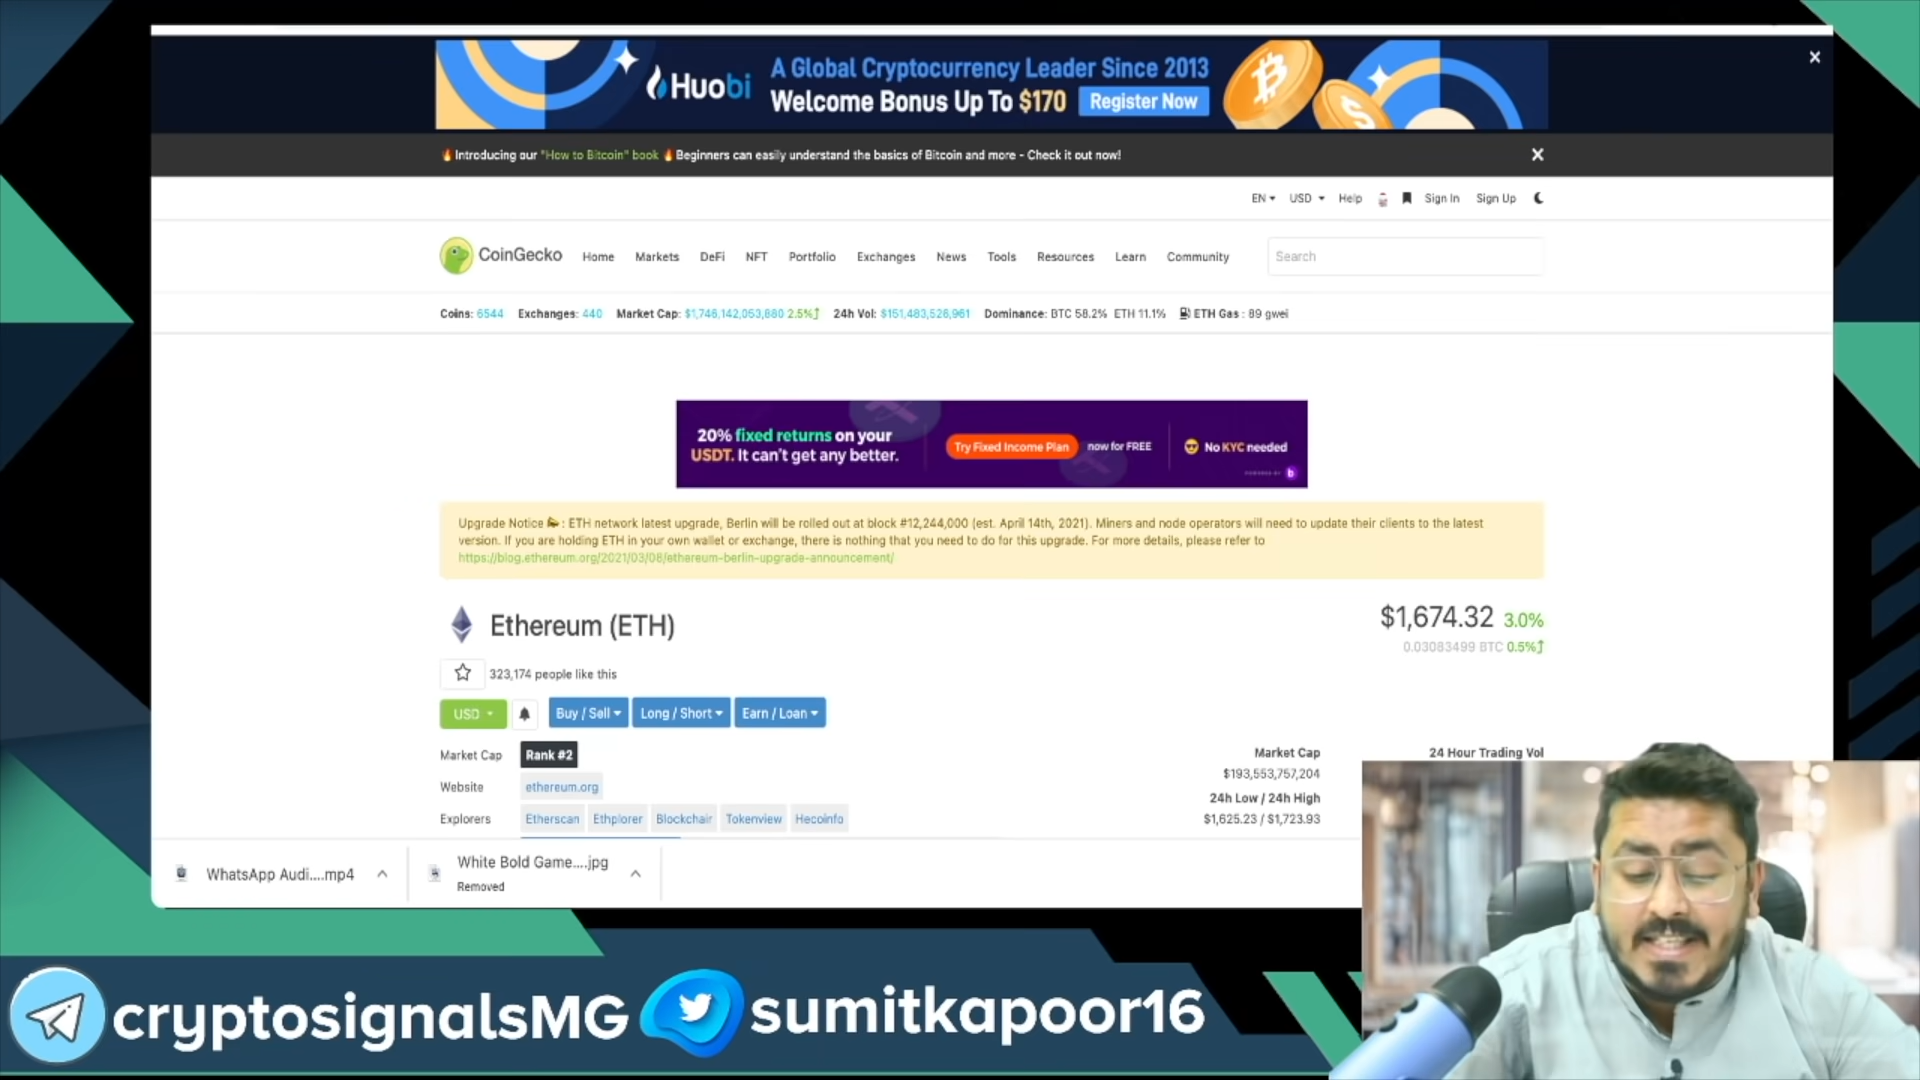 Huobi
A Global Cryptocurrency Leader Since 2013
Welcome Bonus Up To $170 Register Now
Introducing our "How to Bitcoin" book Beginners can easily understand the basics of Bitcoin and more - Check it out now!
EN USD Help Sign In Sign Up
CoinGecko Home Markets DeFi NFT Portfolio Exchanges News Tools Resources Learn Community Search
Coins: 6544 Exchanges: 440 Market Cap: $1,746,142,053,880 2.5% 24h Vol: $151,483,526,961 Dominance: BTC 58.2% ETH 11.1% ETH Gas : 89 gwei
20% fixed returns on your
USDT. It can't get any better.
Try Fixed Income Plan now for FREE
No KYC needed
POWERED BY b
Upgrade Notice : ETH network latest upgrade, Berlin will be rolled out at block #12,244,000 (est. April 14th, 2021). Miners and node operators will need to update their clients to the latest
version. If you are holding ETH in your own wallet or exchange, there is nothing that you need to do for this upgrade. For more details, please refer to
https://blog.ethereum.org/2021/03/08/ethereum-berlin-upgrade-announcement/
Ethereum (ETH)
$1,674.32 3.0%
0.03083499 BTC 0.5%
323,174 people like this
USD Buy / Sell Long / Short Earn / Loan
Market Cap Rank #2
Website ethereum.org
Explorers Etherscan Ethplorer Blockchair Tokenview Hecoinfo
Market Cap
$193,553,757,204
24h Low / 24h High
$1,625.23 / $1,723.93
24 Hour Trading Vol
WhatsApp Audi....mp4
White Bold Game....jpg
Removed
cryptosignalsMG sumitkapoor16